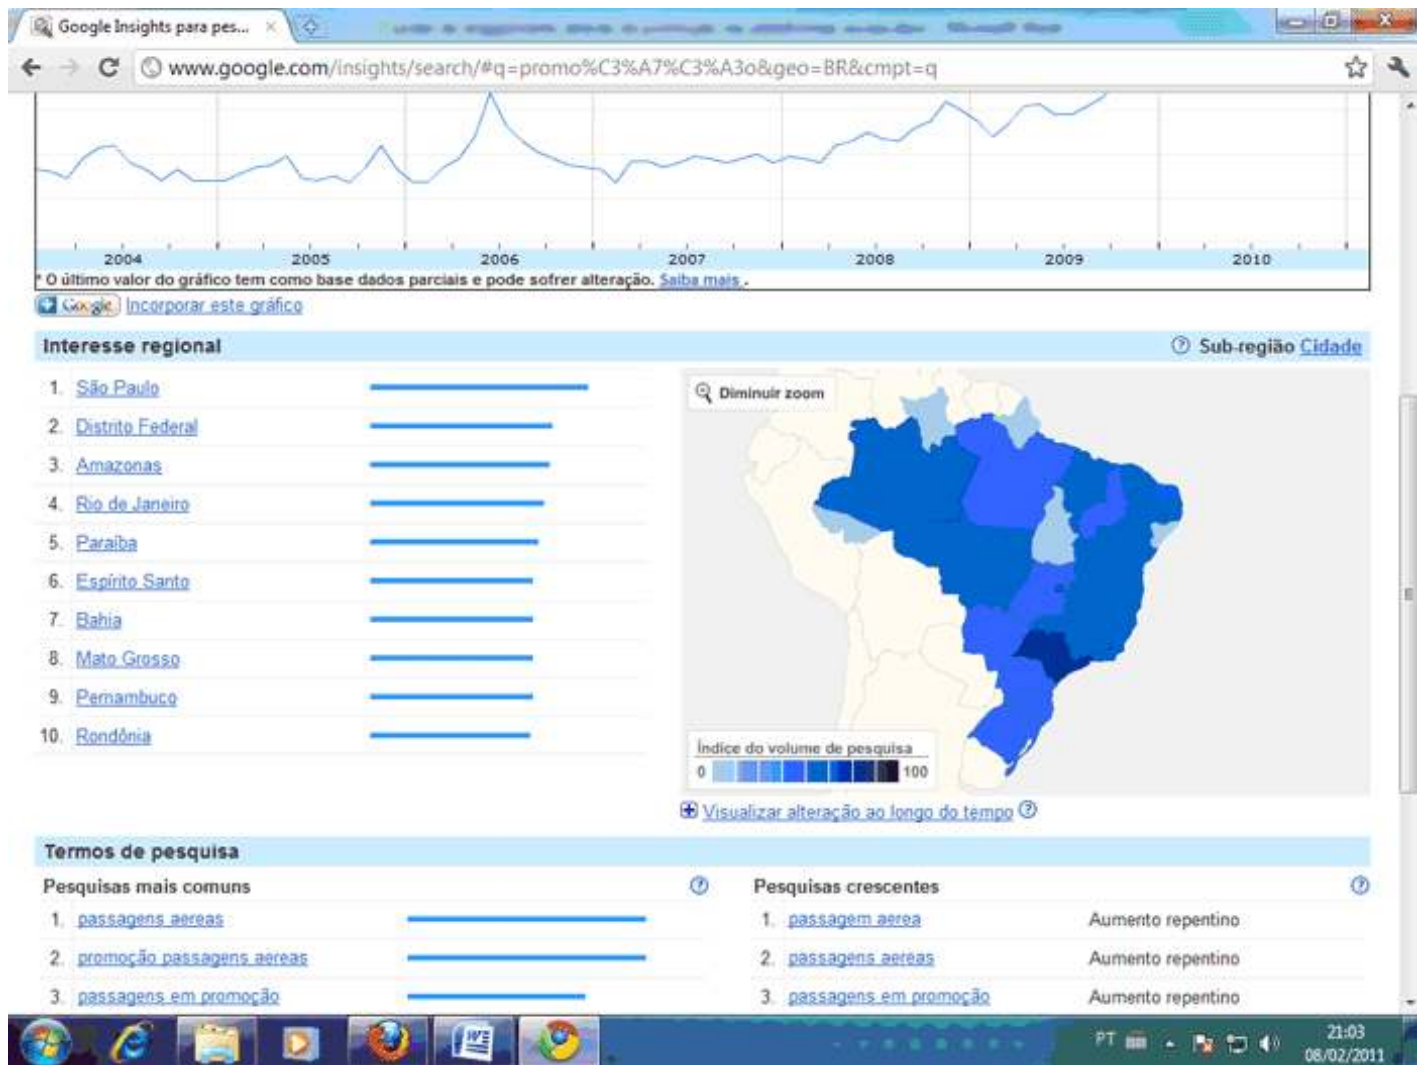 Google Insights para pes...
www.google.com/insights/search/#q=promo%C3%A7%C3%A3o&geo=BR&cmpt=q
2004 2005 2006 2007 2008 2009 2010
* O último valor do gráfico tem como base dados parciais e pode sofrer alteração. Saiba mais.
Google Incorporar este gráfico
Interesse regional
Sub-região Cidade
1. São Paulo
2. Distrito Federal
3. Amazonas
4. Rio de Janeiro
5. Paraíba
6. Espírito Santo
7. Bahia
8. Mato Grosso
9. Pernambuco
10. Rondônia
Diminuir zoom
Índice do volume de pesquisa
0 100
Visualizar alteração ao longo do tempo
Termos de pesquisa
Pesquisas mais comuns
1. passagens aereas
2. promoção passagens aereas
3. passagens em promoção
Pesquisas crescentes
1. passagem aerea Aumento repentino
2. passagens aereas Aumento repentino
3. passagens em promoção Aumento repentino
PT
21:03
08/02/2011